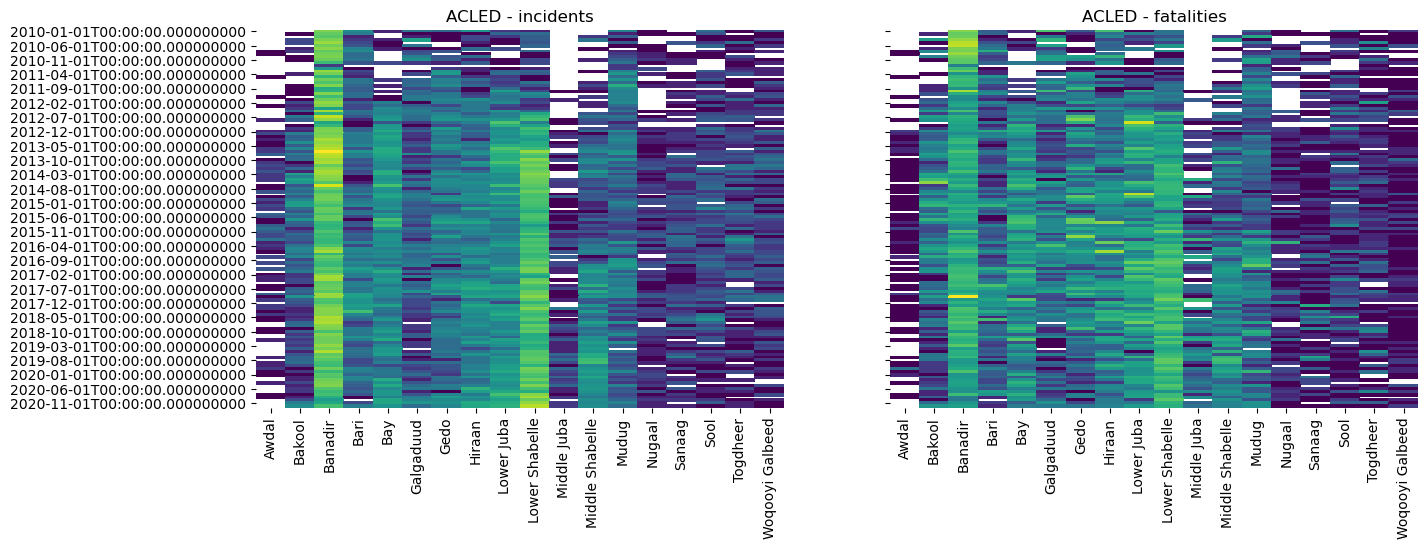 ACLED - incidents
ACLED - fatalities
2010-01-01T00:00:00.000000000
2010-06-01T00:00:00.000000000
2010-11-01T00:00:00.000000000
2011-04-01T00:00:00.000000000
2011-09-01T00:00:00.000000000
2012-02-01T00:00:00.000000000
2012-07-01T00:00:00.000000000
2012-12-01T00:00:00.000000000
2013-05-01T00:00:00.000000000
2013-10-01T00:00:00.000000000
2014-03-01T00:00:00.000000000
2014-08-01T00:00:00.000000000
2015-01-01T00:00:00.000000000
2015-06-01T00:00:00.000000000
2015-11-01T00:00:00.000000000
2016-04-01T00:00:00.000000000
2016-09-01T00:00:00.000000000
2017-02-01T00:00:00.000000000
2017-07-01T00:00:00.000000000
2017-12-01T00:00:00.000000000
2018-05-01T00:00:00.000000000
2018-10-01T00:00:00.000000000
2019-03-01T00:00:00.000000000
2019-08-01T00:00:00.000000000
2020-01-01T00:00:00.000000000
2020-06-01T00:00:00.000000000
2020-11-01T00:00:00.000000000
Awdal
Bakool
Banadir
Bari
Bay
Galgaduud
Gedo
Hiraan
Lower Juba
Lower Shabelle
Middle Juba
Middle Shabelle
Mudug
Nugaal
Sanaag
Sool
Togdheer
Woqooyi Galbeed
Awdal
Bakool
Banadir
Bari
Bay
Galgaduud
Gedo
Hiraan
Lower Juba
Lower Shabelle
Middle Juba
Middle Shabelle
Mudug
Nugaal
Sanaag
Sool
Togdheer
Woqooyi Galbeed